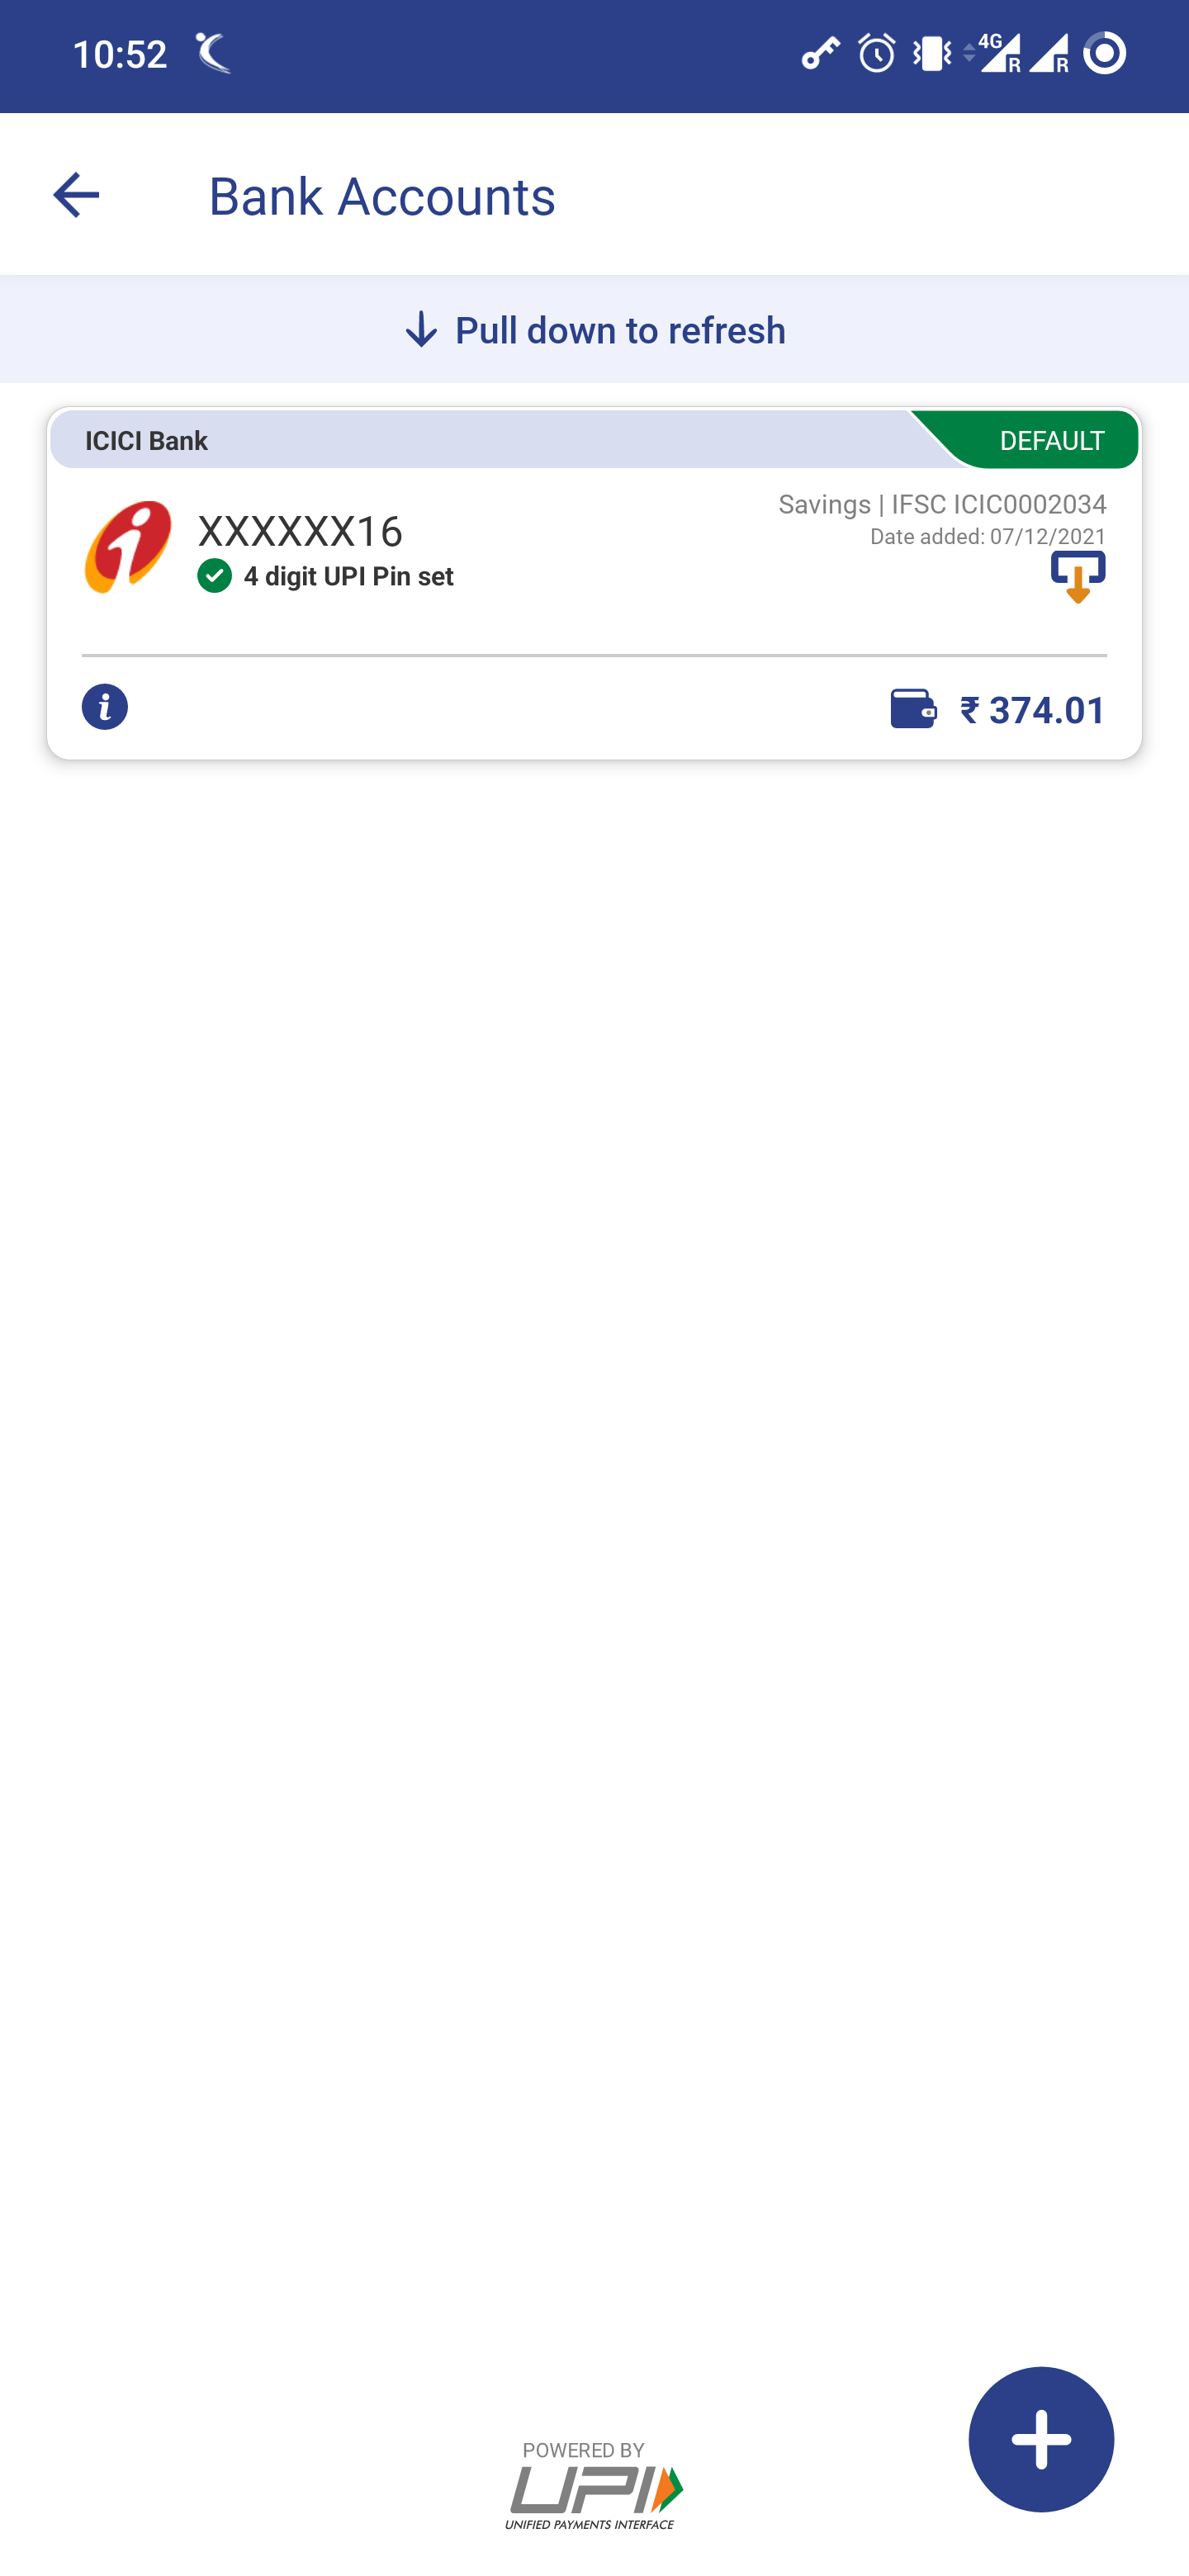 10:52
4G
R
R
Bank Accounts
Pull down to refresh
ICICI Bank
DEFAULT
Savings | IFSC ICIC0002034
XXXXXX16
Date added: 07/12/2021
4 digit UPI Pin set
₹ 374.01
POWERED BY
UPI
UNIFIED PAYMENTS INTERFACE